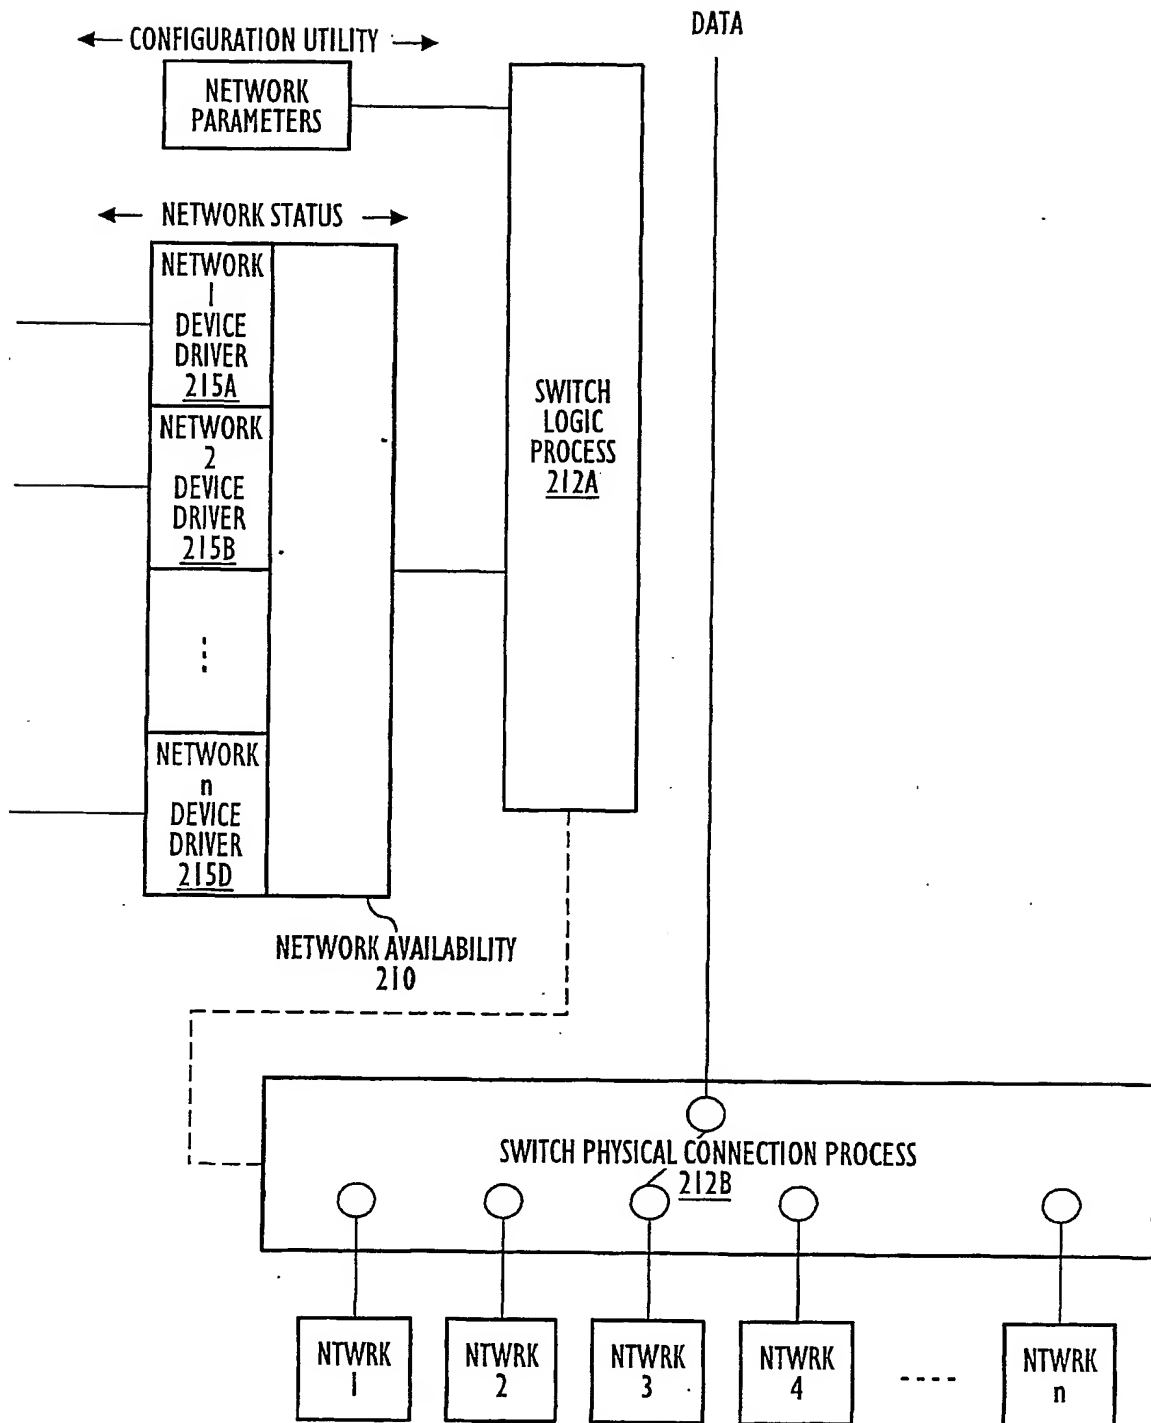 DATA
CONFIGURATION UTILITY
NETWORK
PARAMETERS
NETWORK STATUS
NETWORK
1
DEVICE
DRIVER
215A
NETWORK
2
DEVICE
DRIVER
215B
NETWORK
n
DEVICE
DRIVER
215D
SWITCH
LOGIC
PROCESS
212A
NETWORK AVAILABILITY
210
SWITCH PHYSICAL CONNECTION PROCESS
212B
NTWRK
1
NTWRK
2
NTWRK
3
NTWRK
4
NTWRK
n